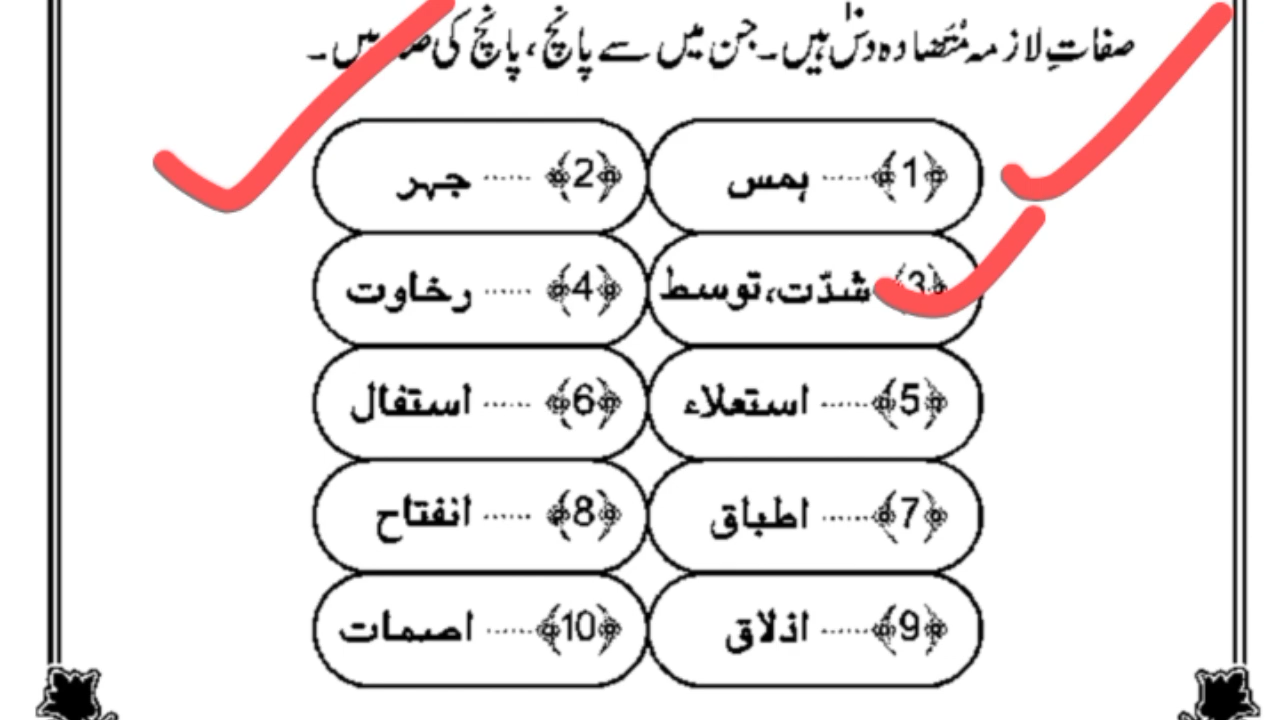 صفاتِ لازمہ مُتَضادہ دس ہیں۔ جن میں سے پانچ، پانچ کی ضد ہیں۔
﴿1﴾ ..... ہمس ﴿2﴾ ..... جہر
﴿3﴾ شدّت، توسط ﴿4﴾ ..... رخاوت
﴿5﴾ ..... استعلاء ﴿6﴾ ..... استفال
﴿7﴾ ..... اطباق ﴿8﴾ ..... انفتاح
﴿9﴾ ..... اذلاق ﴿10﴾ ..... اصمات